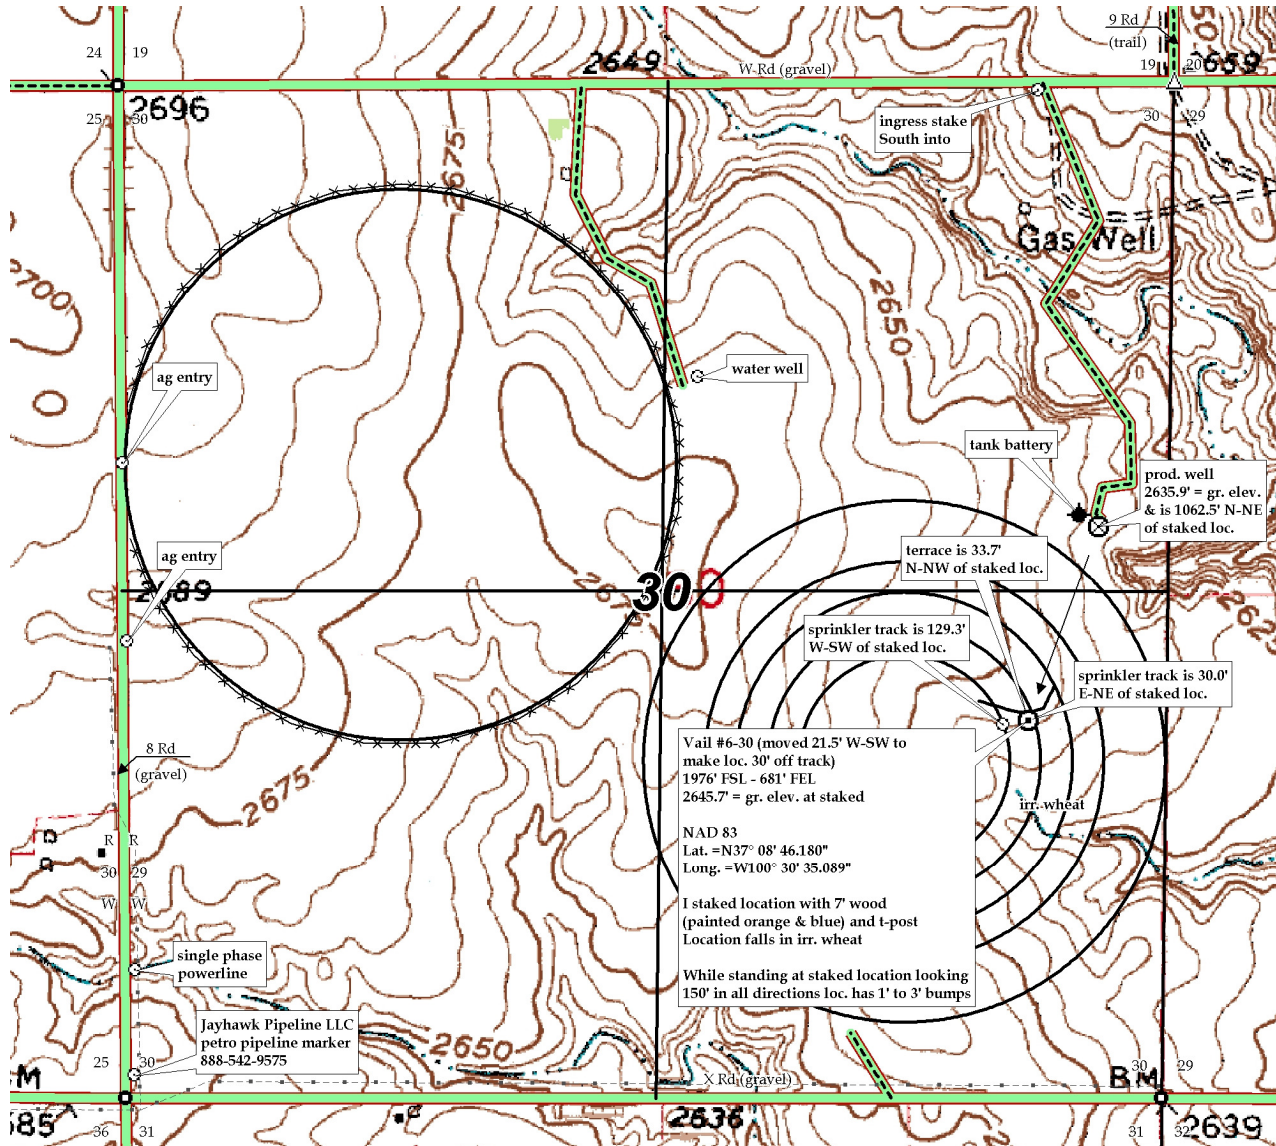 9 Rd
(trail)
2650
24
19
2649
W Rd (gravel)
19
20
2659
2696
25
30
ingress stake
South into
30
29
2675
Gas Well
2700
2650
ag entry
water well
tank battery
prod. well
2635.9' = gr. elev.
& is 1062.5' N-NE
of staked loc.
terrace is 33.7'
N-NW of staked loc.
ag entry
2689
30
sprinkler track is 129.3'
W-SW of staked loc.
sprinkler track is 30.0'
E-NE of staked loc.
Vail #6-30 (moved 21.5' W-SW to
make loc. 30' off track)
1976' FSL - 681' FEL
2645.7' = gr. elev. at staked
NAD 83
Lat. =N37° 08' 46.180"
Long. =W100° 30' 35.089"
I staked location with 7' wood
(painted orange & blue) and t-post
Location falls in irr. wheat
While standing at staked location looking
150' in all directions loc. has 1' to 3' bumps
8 Rd
(gravel)
2675
irr. wheat
R
R
30
29
W
W
single phase
powerline
Jayhawk Pipeline LLC
petro pipeline marker
888-542-9575
2650
25
30
X Rd (gravel)
30
29
BM
M
685
2636
2639
36
31
31
32